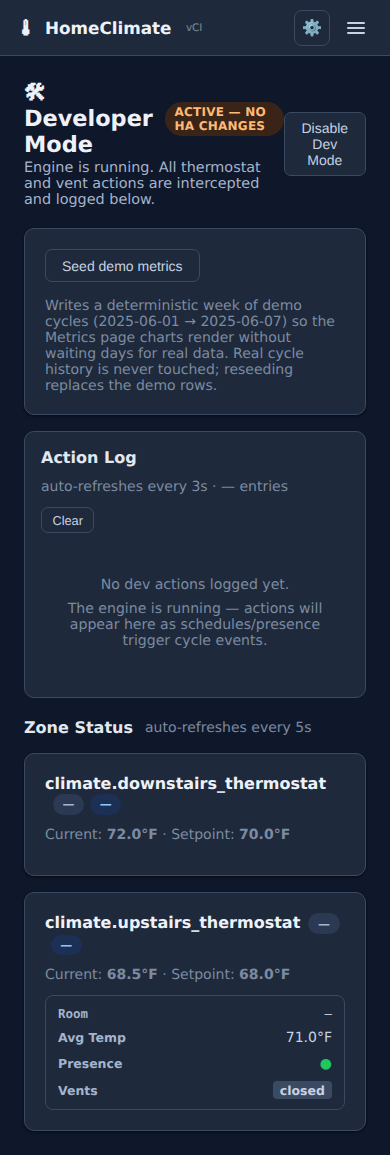 HomeClimate vCI
Developer
Mode
ACTIVE — NO
HA CHANGES
Engine is running. All thermostat
and vent actions are intercepted
and logged below.
Disable
Dev
Mode
Seed demo metrics
Writes a deterministic week of demo
cycles (2025-06-01 → 2025-06-07) so the
Metrics page charts render without
waiting days for real data. Real cycle
history is never touched; reseeding
replaces the demo rows.
Action Log
auto-refreshes every 3s · — entries
Clear
No dev actions logged yet.
The engine is running — actions will
appear here as schedules/presence
trigger cycle events.
Zone Status auto-refreshes every 5s
climate.downstairs_thermostat
— —
Current: 72.0°F · Setpoint: 70.0°F
climate.upstairs_thermostat —
—
Current: 68.5°F · Setpoint: 68.0°F
Room —
Avg Temp 71.0°F
Presence
Vents closed